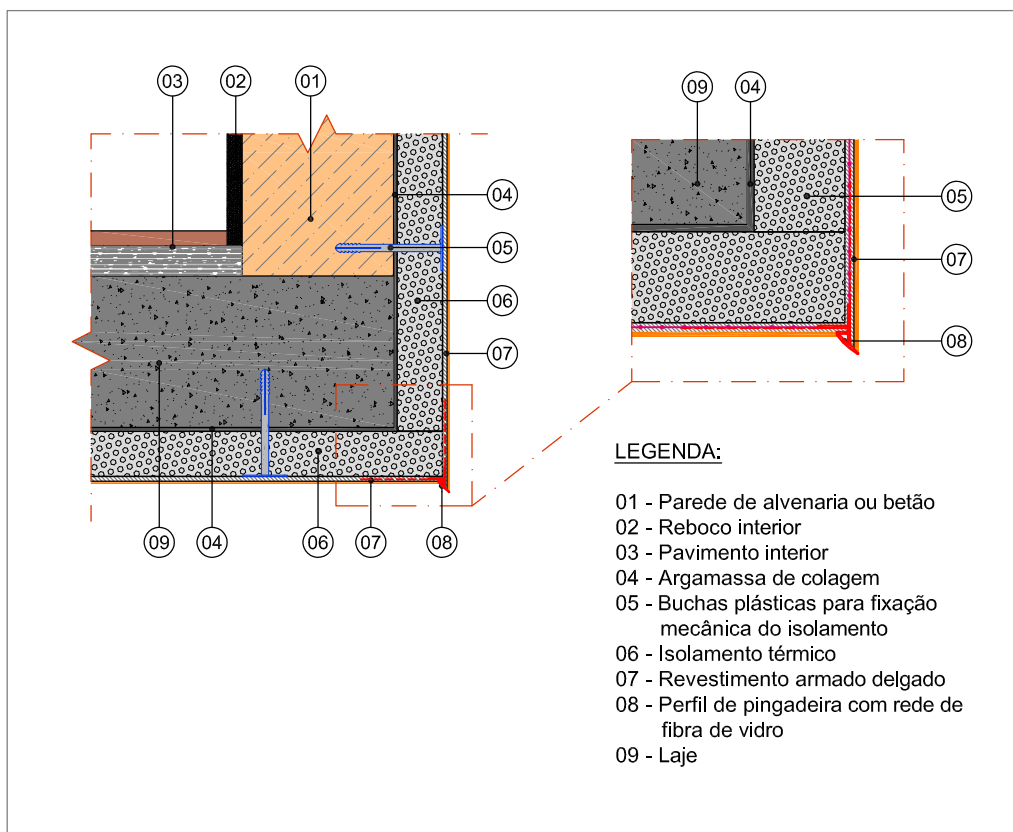 03 02 01 09 04
04
05 05
06
07 07
08
09 04 06 07 08
LEGENDA:
01 - Parede de alvenaria ou betão
02 - Reboco interior
03 - Pavimento interior
04 - Argamassa de colagem
05 - Buchas plásticas para fixação
mecânica do isolamento
06 - Isolamento térmico
07 - Revestimento armado delgado
08 - Perfil de pingadeira com rede de
fibra de vidro
09 - Laje